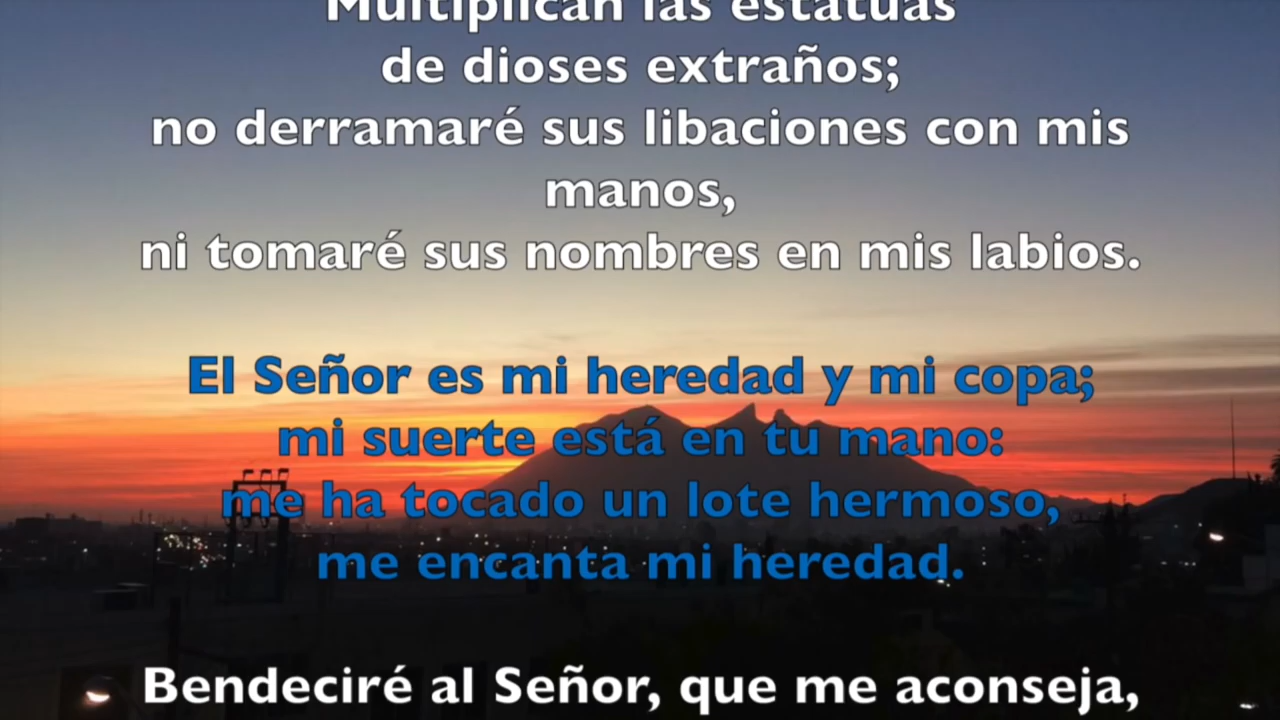 Multiplican las estatuas
de dioses extraños;
no derramaré sus libaciones con mis
manos,
ni tomaré sus nombres en mis labios.
El Señor es mi heredad y mi copa;
mi suerte está en tu mano:
me ha tocado un lote hermoso,
me encanta mi heredad.
Bendeciré al Señor, que me aconseja,